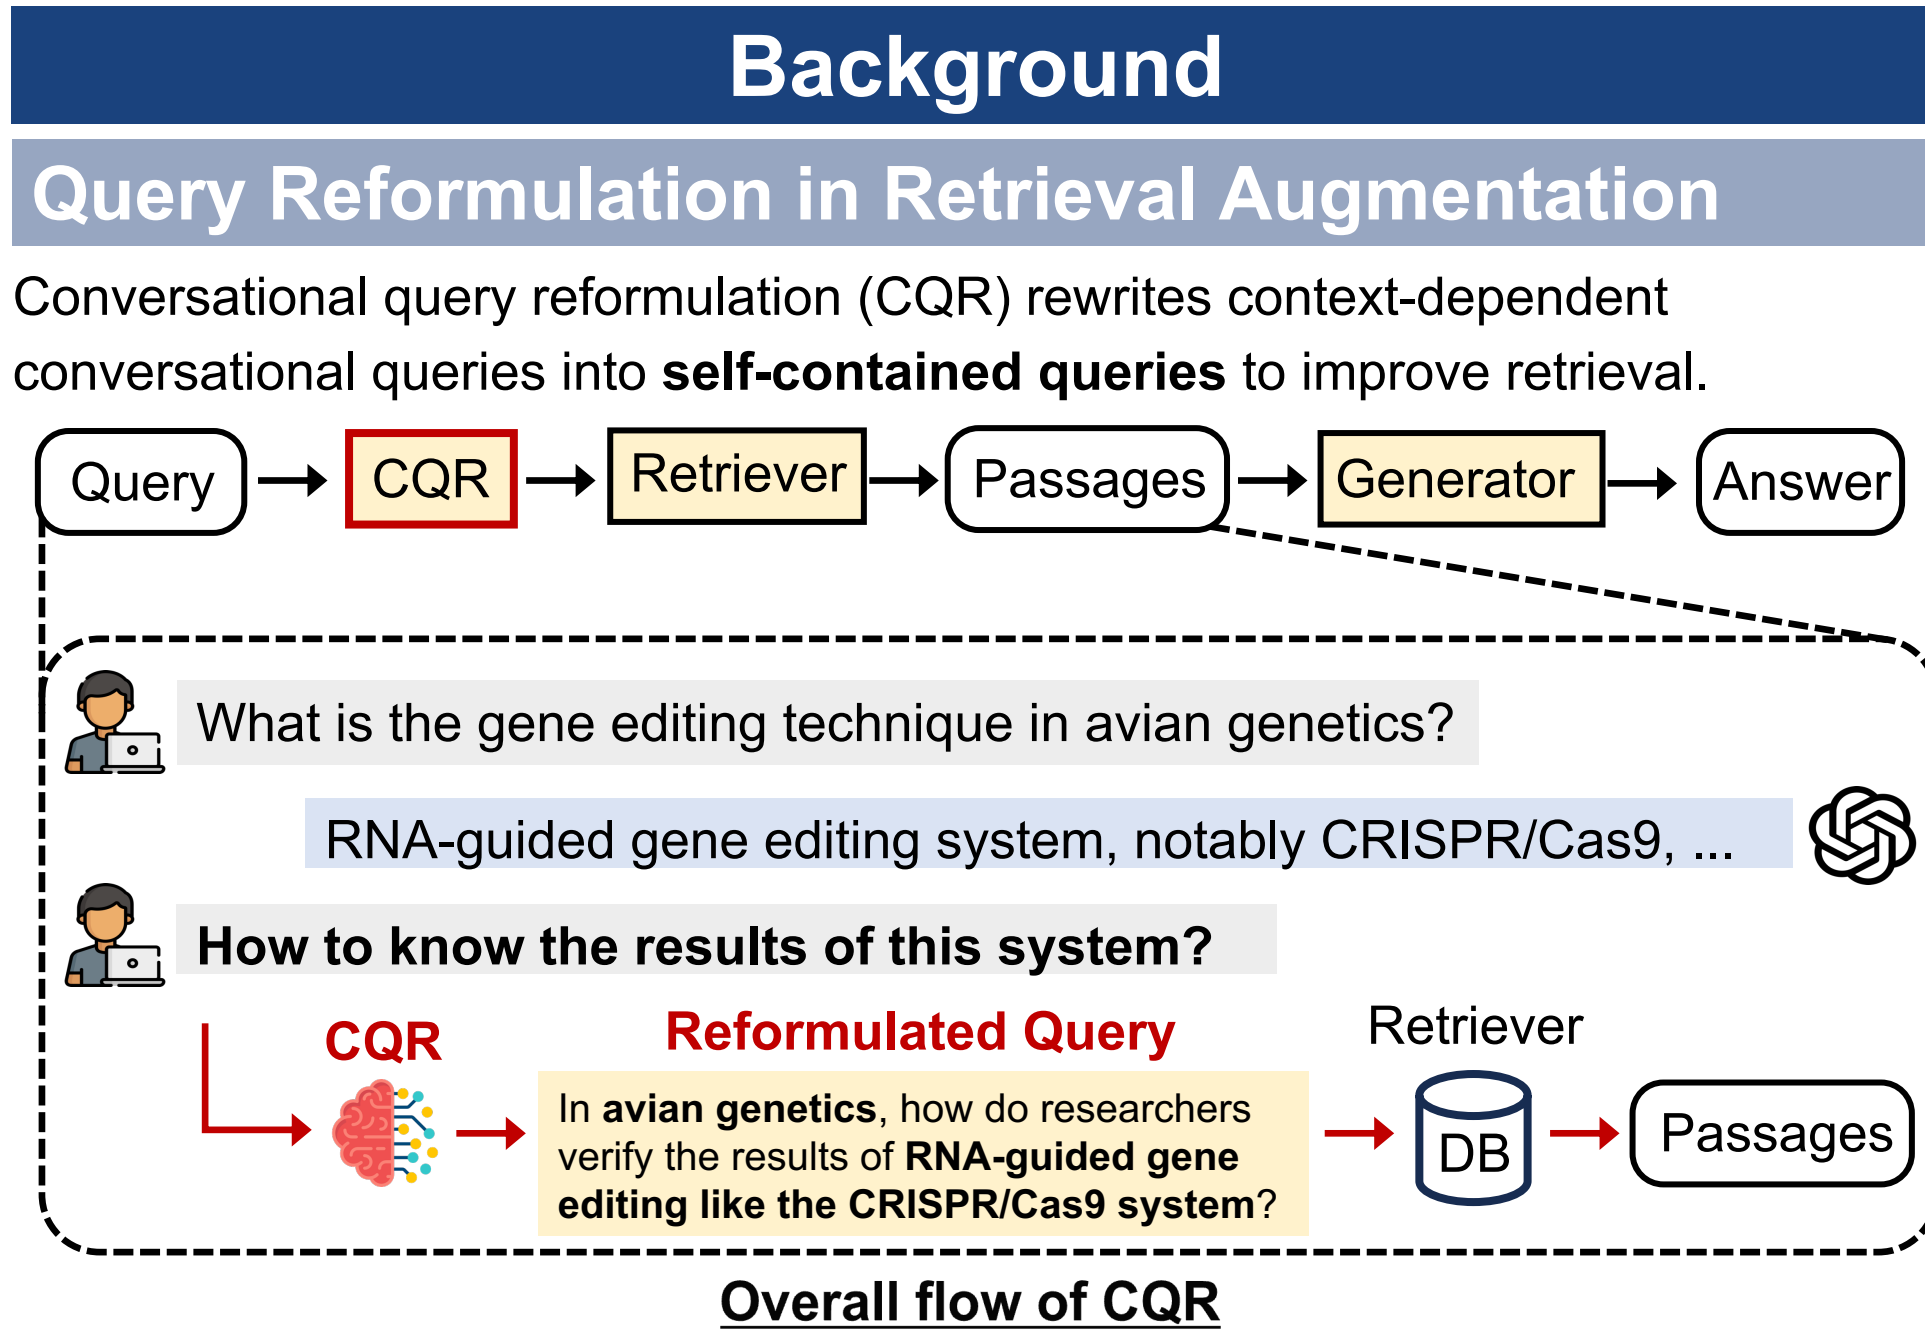 Background
Query Reformulation in Retrieval Augmentation
Conversational query reformulation (CQR) rewrites context-dependent
conversational queries into self-contained queries to improve retrieval.
Query
CQR
Retriever
Passages
Generator
Answer
What is the gene editing technique in avian genetics?
RNA-guided gene editing system, notably CRISPR/Cas9, ...
How to know the results of this system?
CQR
Reformulated Query
Retriever
In avian genetics, how do researchers
verify the results of RNA-guided gene
editing like the CRISPR/Cas9 system?
DB
Passages
Overall flow of CQR